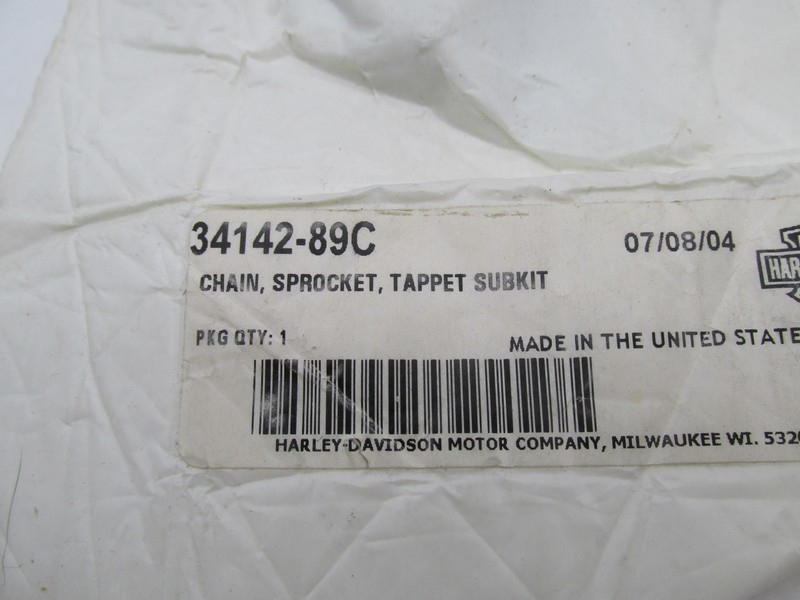 34142-89C 07/08/04
CHAIN, SPROCKET, TAPPET SUBKIT
HAR
PKG QTY: 1 MADE IN THE UNITED STATE
HARLEY-DAVIDSON MOTOR COMPANY, MILWAUKEE WI. 532